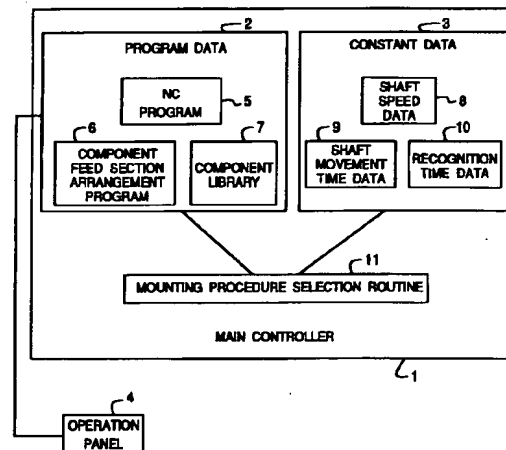 2
3
PROGRAM DATA
CONSTANT DATA
NC
PROGRAM
5
SHAFT
SPEED
DATA
8
6
7
9
10
COMPONENT
FEED SECTION
ARRANGEMENT
PROGRAM
COMPONENT
LIBRARY
SHAFT
MOVEMENT
TIME DATA
RECOGNITION
TIME DATA
11
MOUNTING PROCEDURE SELECTION ROUTINE
MAIN CONTROLLER
1
4
OPERATION
PANEL